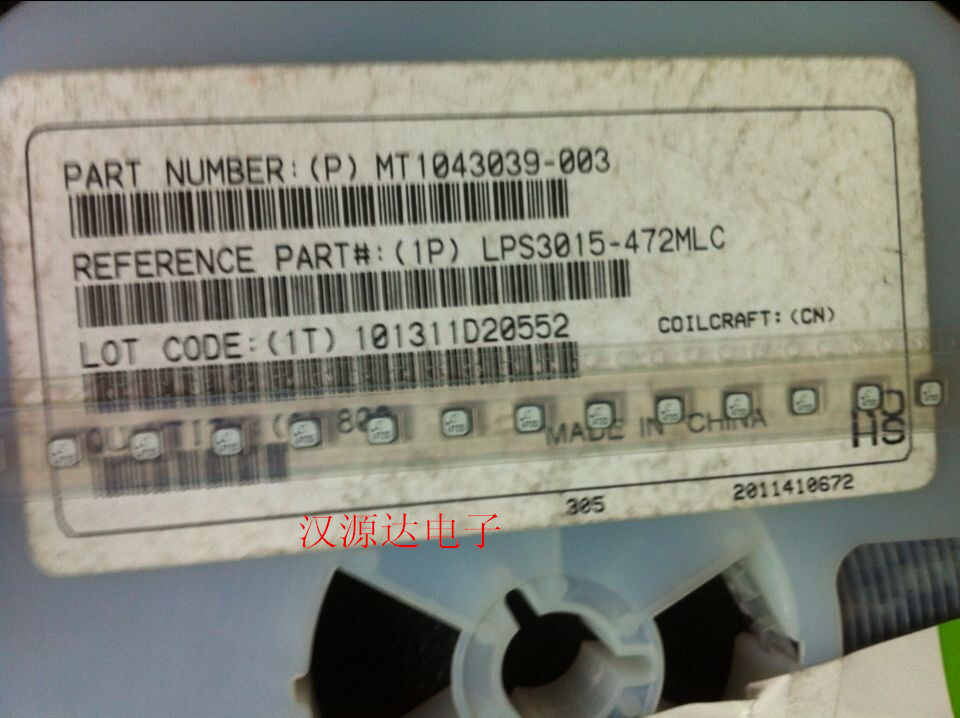 PART NUMBER:(P) MT1043039-003
REFERENCE PART#:(1P) LPS3015-472MLC
LOT CODE:(1T) 101311D20552
COILCRAFT:(CN)
MADE IN CHINA
HS
305
2011410672
汉源达电子